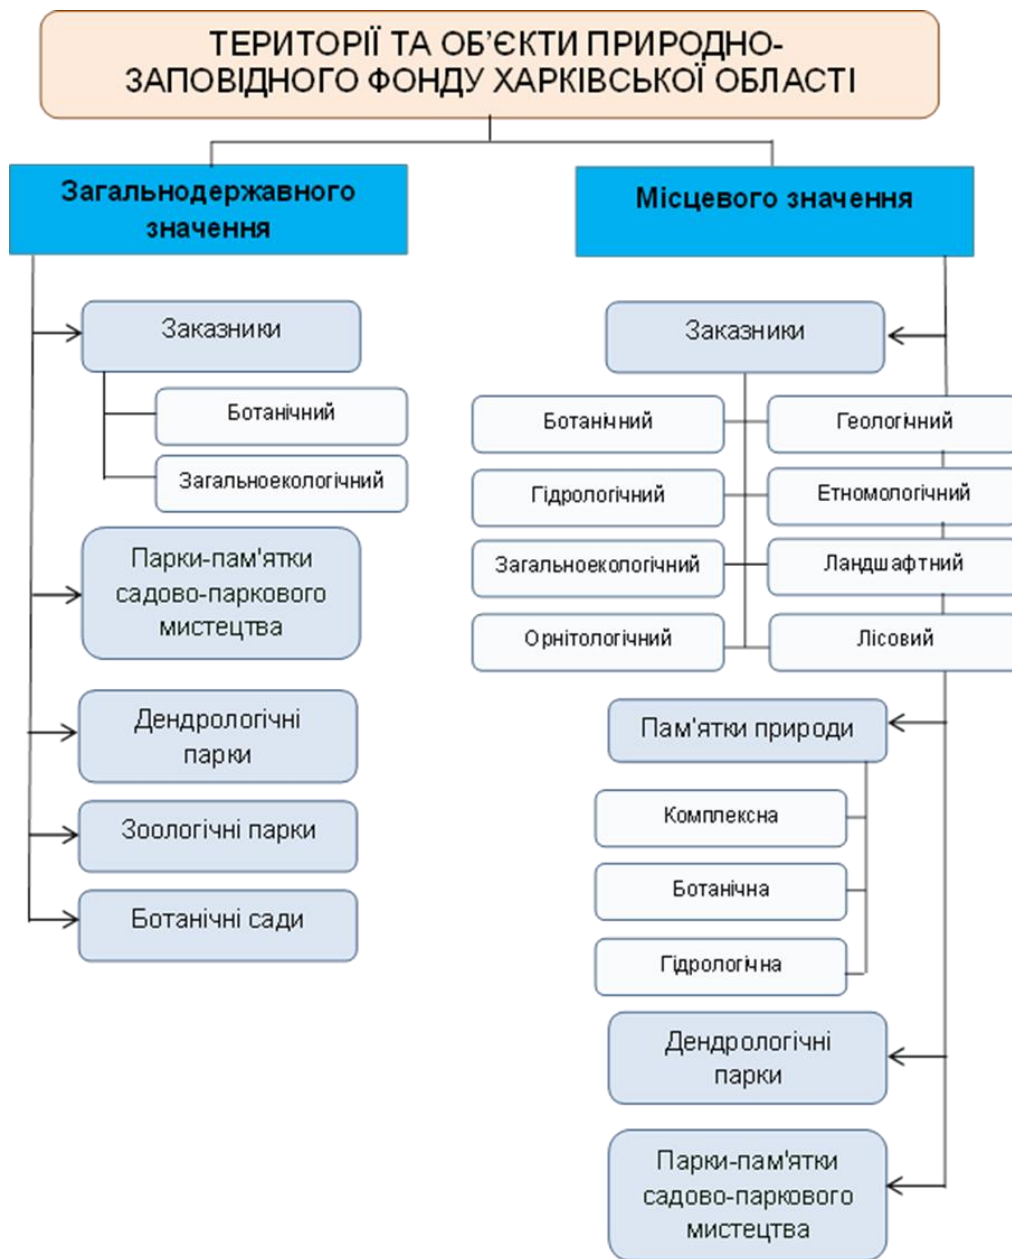 ТЕРИТОРІЇ ТА ОБ’ЄКТИ ПРИРОДНО-
ЗАПОВІДНОГО ФОНДУ ХАРКІВСЬКОЇ ОБЛАСТІ
Загальнодержавного
значення
Заказники
Ботанічний
Загальноекологічний
Парки-пам'ятки
садово-паркового
мистецтва
Дендрологічні
парки
Зоологічні парки
Ботанічні сади
Місцевого значення
Заказники
Ботанічний
Геологічний
Гідрологічний
Етномологічний
Загальноекологічний
Ландшафтний
Орнітологічний
Лісовий
Пам'ятки природи
Комплексна
Ботанічна
Гідрологічна
Дендрологічні
парки
Парки-пам'ятки
садово-паркового
мистецтва